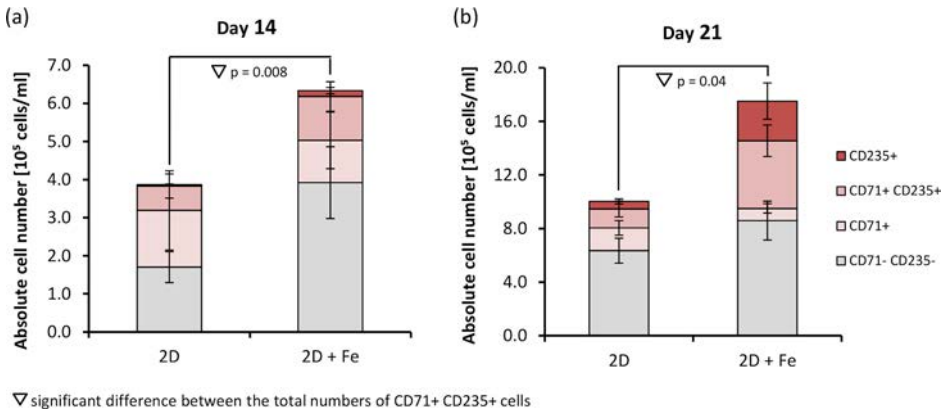 (a)
Day 14
Absolute cell number [10⁵ cells/ml]
7.0
6.0
5.0
4.0
3.0
2.0
1.0
0.0
▽ p = 0.008
2D
2D + Fe
(b)
Day 21
Absolute cell number [10⁵ cells/ml]
20.0
16.0
12.0
8.0
4.0
0.0
▽ p = 0.04
2D
2D + Fe
CD235+
CD71+ CD235+
CD71+
CD71- CD235-
▽ significant difference between the total numbers of CD71+ CD235+ cells